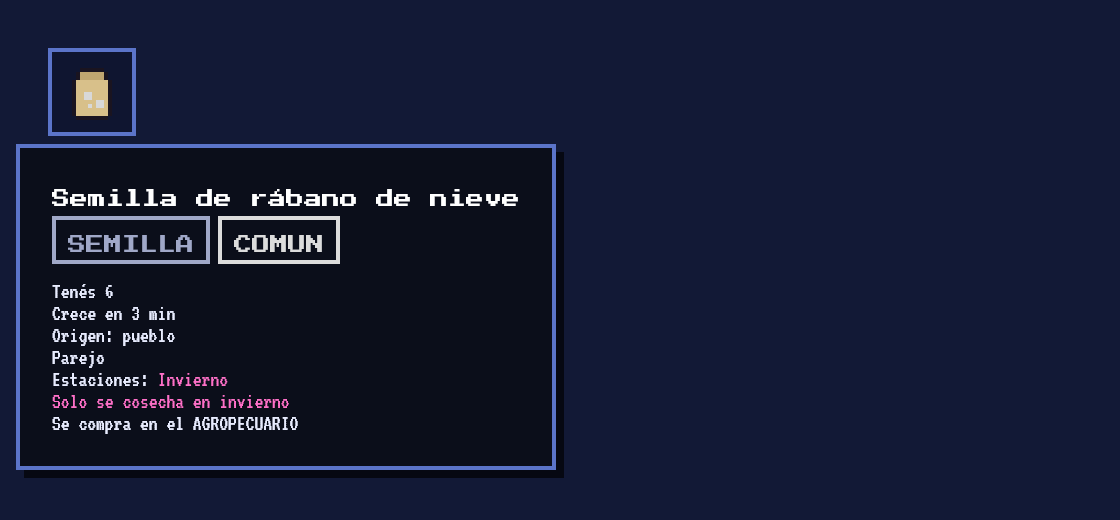 Semilla de rábano de nieve
SEMILLA COMUN
Tenés 6
Crece en 3 min
Origen: pueblo
Parejo
Estaciones: Invierno
Solo se cosecha en invierno
Se compra en el AGROPECUARIO